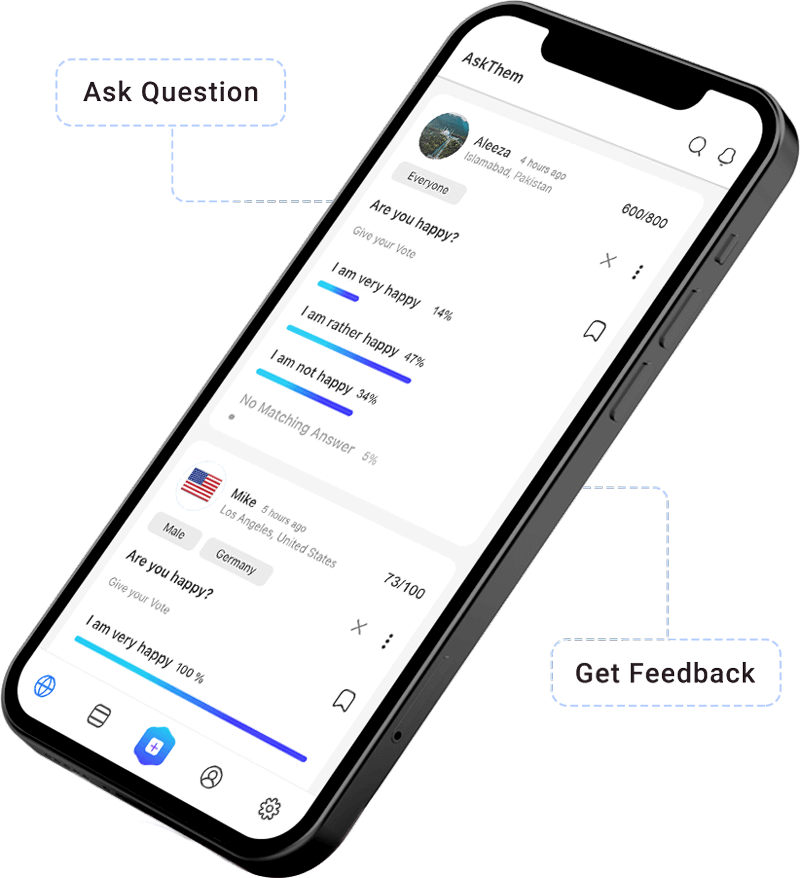 Ask Question
AskThem
Aleeza 4 hours ago
Islamabad, Pakistan
Everyone
600/800
Are you happy?
Give your Vote
I am very happy 14%
I am rather happy 47%
I am not happy 34%
No Matching Answer 5%
Mike 5 hours ago
Los Angeles, United States
Male Germany
73/100
Are you happy?
Give your Vote
I am very happy 100 %
Get Feedback